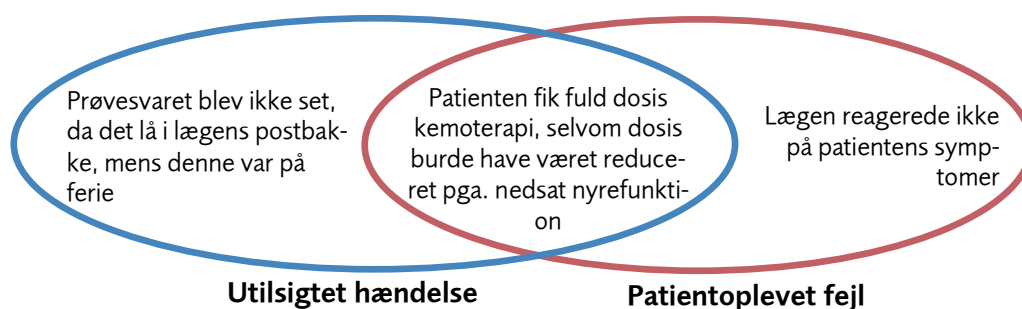 Prøvesvaret blev ikke set,
da det lå i lægens postbak-
ke, mens denne var på
ferie
Patienten fik fuld dosis
kemoterapi, selvom dosis
burde have været reduce-
ret pga. nedsat nyrefunkti-
on
Lægen reagerede ikke
på patientens symp-
tomer
Utilsigtet hændelse
Patientoplevet fejl